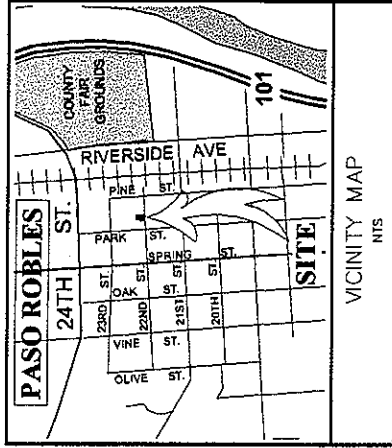 PASO ROBLES
COUNTY
FAIR
GROUNDS
24TH ST.
RIVERSIDE AVE
101
PINE ST.
PARK ST.
SPRING ST.
OAK ST.
VINE ST.
OLIVE ST.
23RD ST.
22ND ST.
21ST ST.
20TH ST.
SITE
VICINITY MAP
NTS